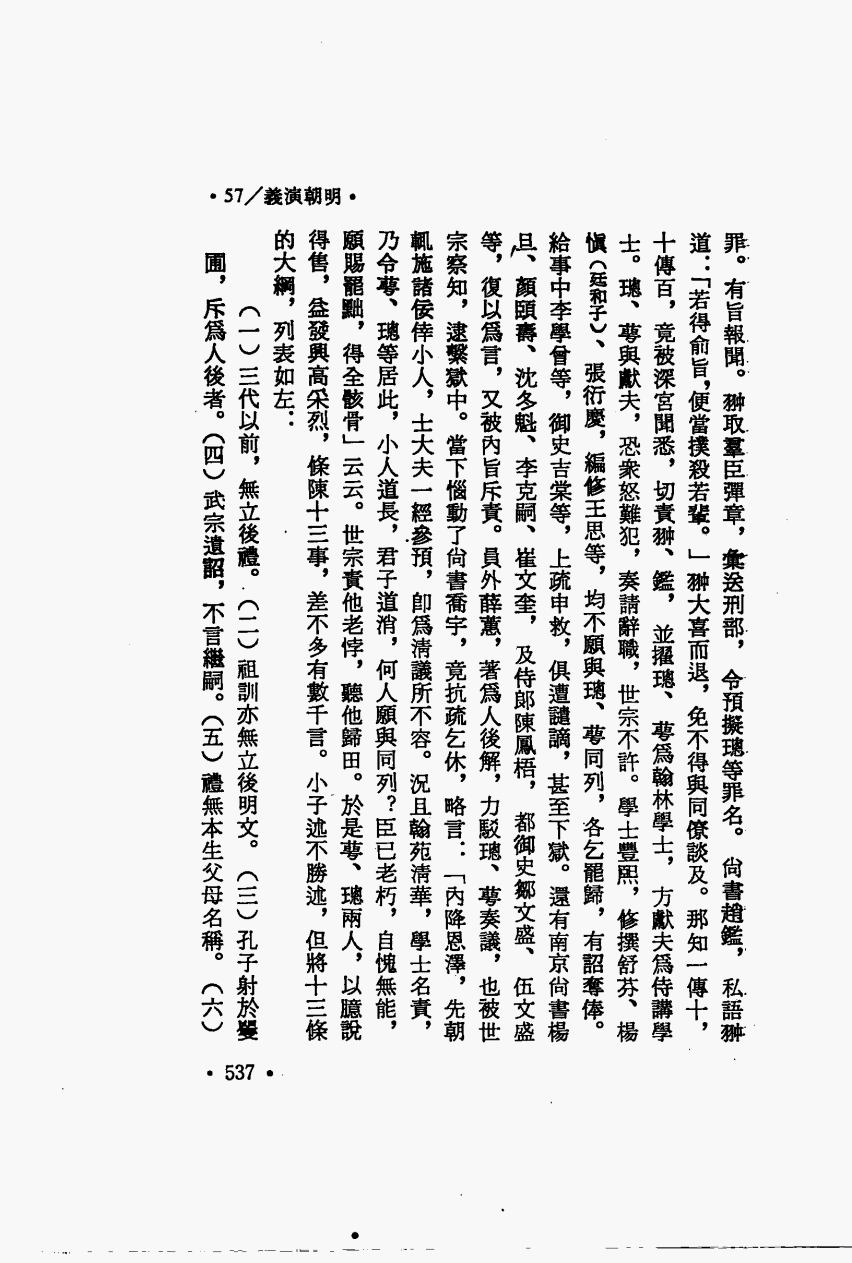 •57/義演朝明•
罪。有旨報聞。翀取羣臣彈章，彙送刑部，令預擬璁等罪名。尙書趙鑑，私語翀
道：「若得俞旨，便當撲殺若輩。」翀大喜而退，免不得與同僚談及。那知一傳十，
十傳百，竟被深宮聞悉，切責翀、鑑，並擢璁、萼爲翰林學士，方獻夫爲侍講學
士。璁、萼與獻夫，恐衆怒難犯，奏請辭職，世宗不許。學士豐熙，修撰舒芬、楊
愼（廷和子）、張衍慶，編修王思等，均不願與璁、萼同列，各乞罷歸，有詔奪俸。
給事中李學曾等，御史吉棠等，上疏申救，俱遭譴謫，甚至下獄。還有南京尙書楊
旦、顏頤壽、沈冬魁、李克嗣、崔文奎，及侍郎陳鳳梧，都御史鄒文盛、伍文盛
等，復以爲言，又被內旨斥責。員外薛蕙，著爲人後解，力駁璁、萼奏議，也被世
宗察知，逮繫獄中。當下惱動了尙書喬宇，竟抗疏乞休，略言：「內降恩澤，先朝
輒施諸佞倖小人，士大夫一經參預，卽爲淸議所不容。況且翰苑淸華，學士名責，
乃令萼、璁等居此，小人道長，君子道消，何人願與同列？臣已老朽，自愧無能，
願賜罷黜，得全骸骨」云云。世宗責他老悖，聽他歸田。於是萼、璁兩人，以臆說
得售，益發興高采烈，條陳十三事，差不多有數千言。小子述不勝述，但將十三條
的大綱，列表如左：
（一）三代以前，無立後禮。（二）祖訓亦無立後明文。（三）孔子射於矍
圃，斥爲人後者。（四）武宗遺詔，不言繼嗣。（五）禮無本生父母名稱。（六）
•537•